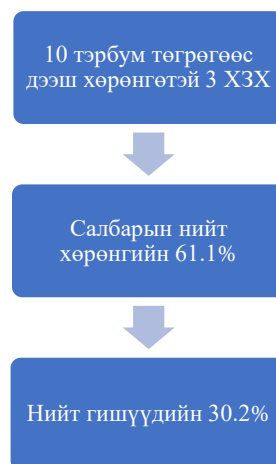 10 тэрбум төгрөгөөс
дээш хөрөнгөтэй 3 ХЗХ
Салбарын нийт
хөрөнгийн 61.1%
Нийт гишүүдийн 30.2%